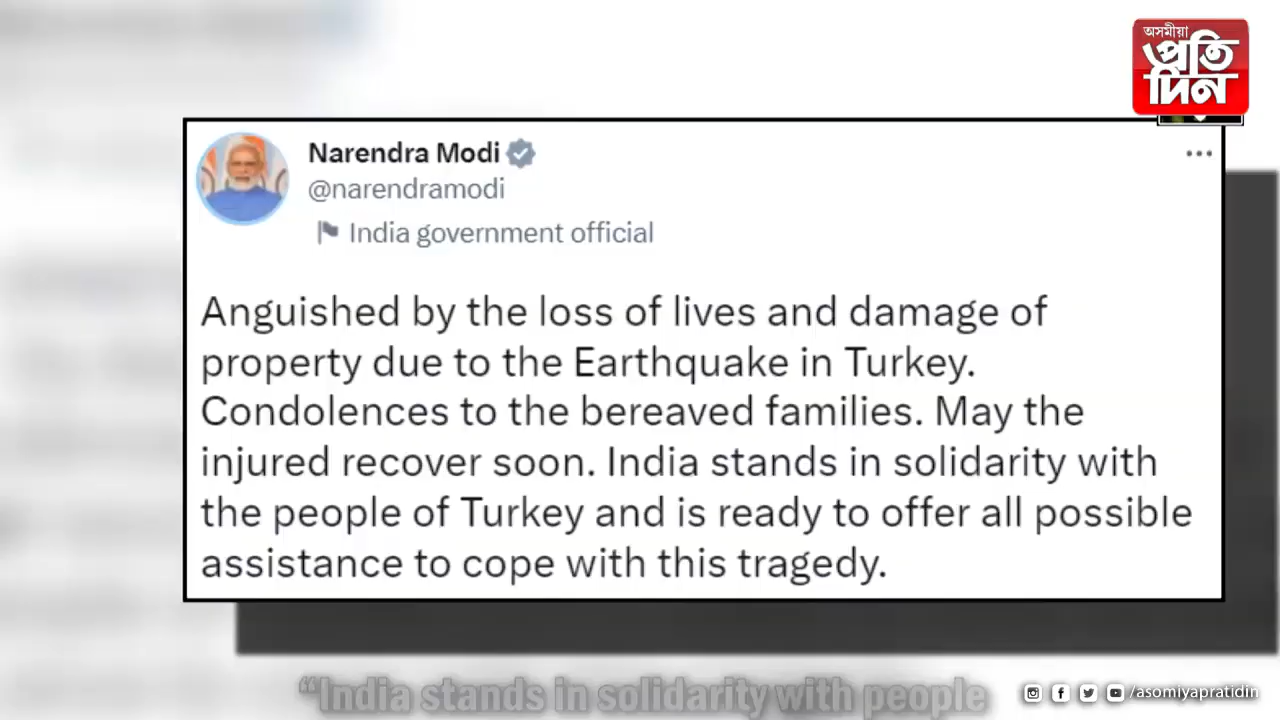 অসমীয়া
প্ৰতি
দিন
Narendra Modi
@narendramodi
India government official
Anguished by the loss of lives and damage of
property due to the Earthquake in Turkey.
Condolences to the bereaved families. May the
injured recover soon. India stands in solidarity with
the people of Turkey and is ready to offer all possible
assistance to cope with this tragedy.
“India stands in solidarity with people
/asomiyapratidin